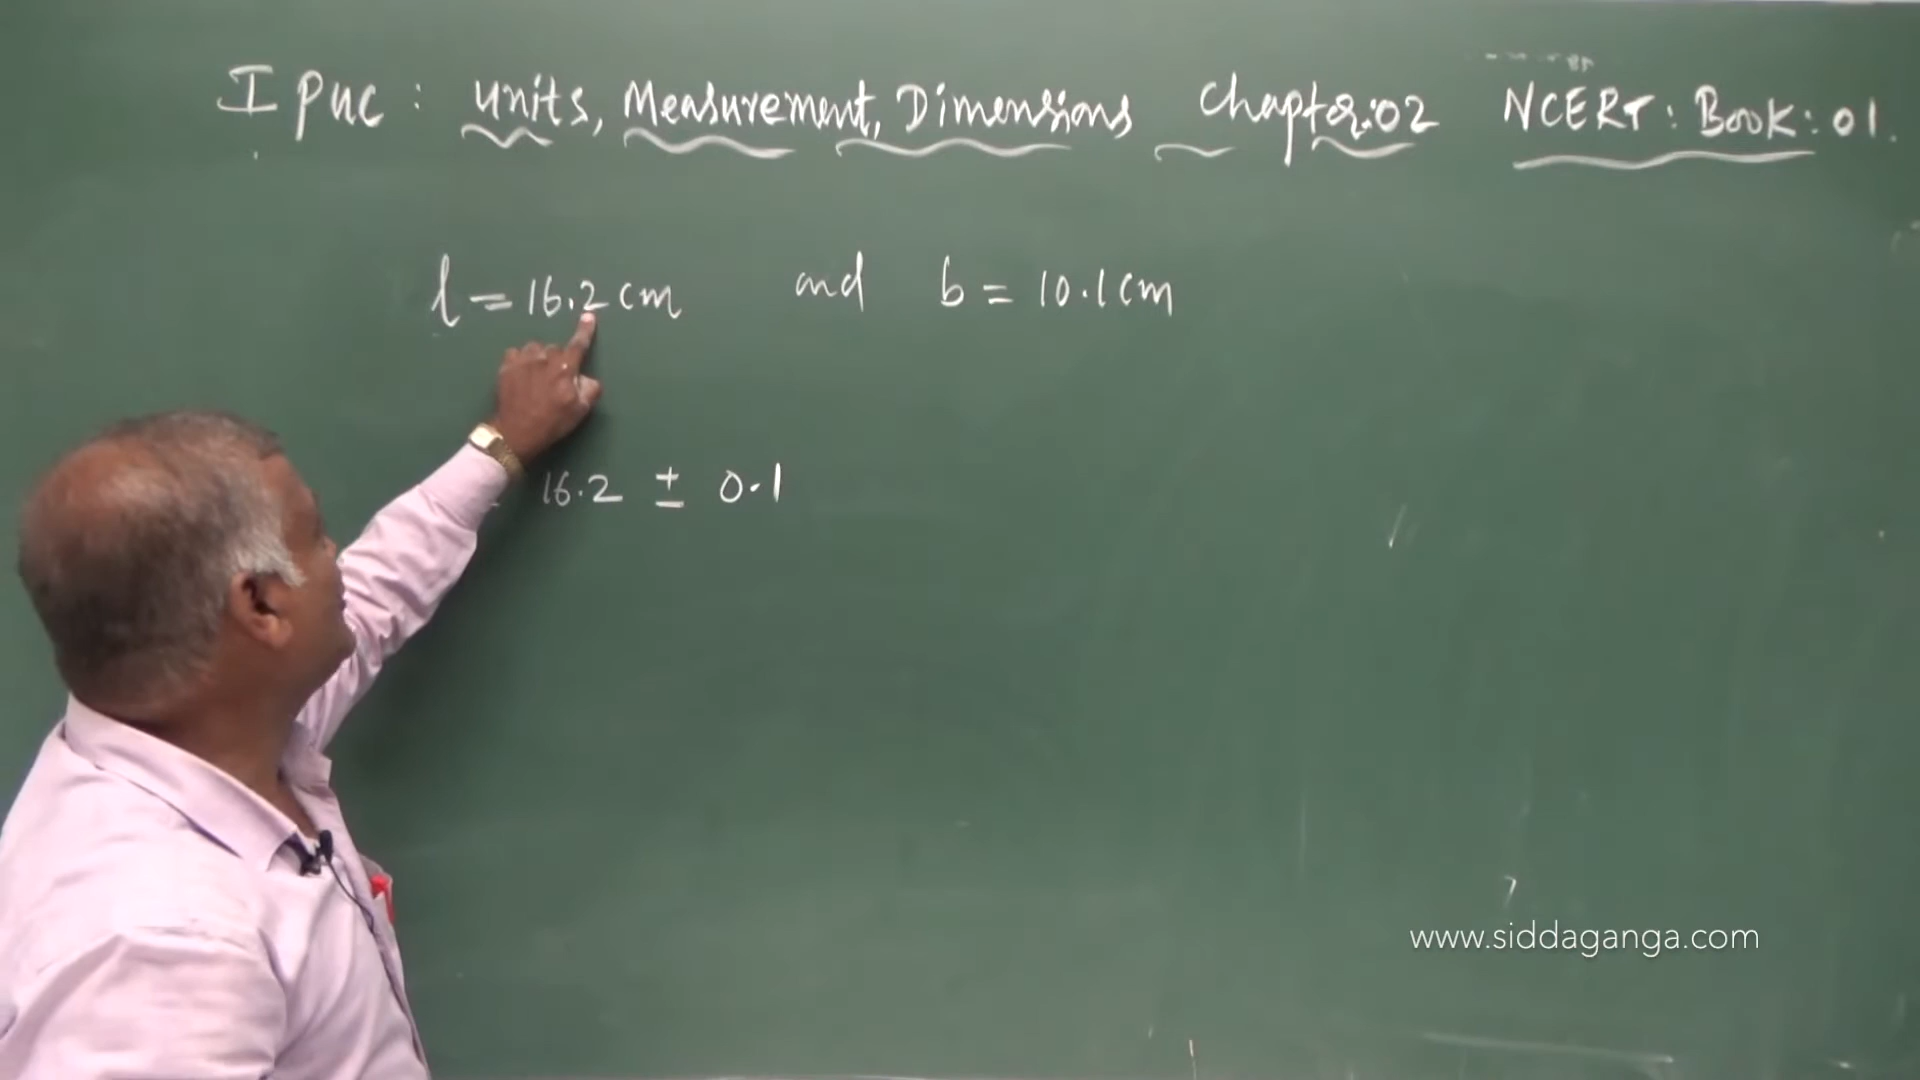 I PUC : Units, Measurement, Dimensions Chapter:02 NCERT : Book : 01.
l = 16.2 cm and b = 10.1 cm
16.2 ± 0.1
www.siddaganga.com